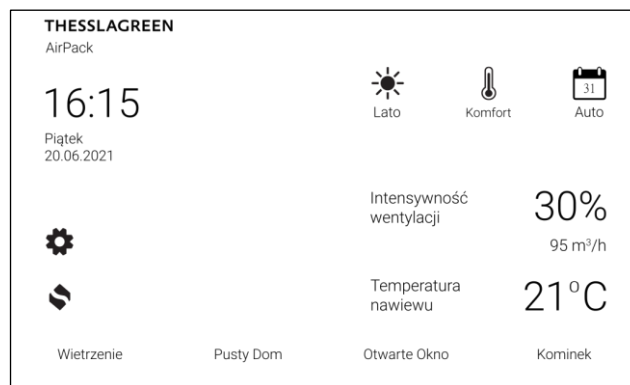 THESSLAGREEN
AirPack
16:15
Piątek
20.06.2021
31
Lato
Komfort
Auto
Intensywność
wentylacji
30%
95 m³/h
Temperatura
nawiewu
21°C
Wietrzenie
Pusty Dom
Otwarte Okno
Kominek